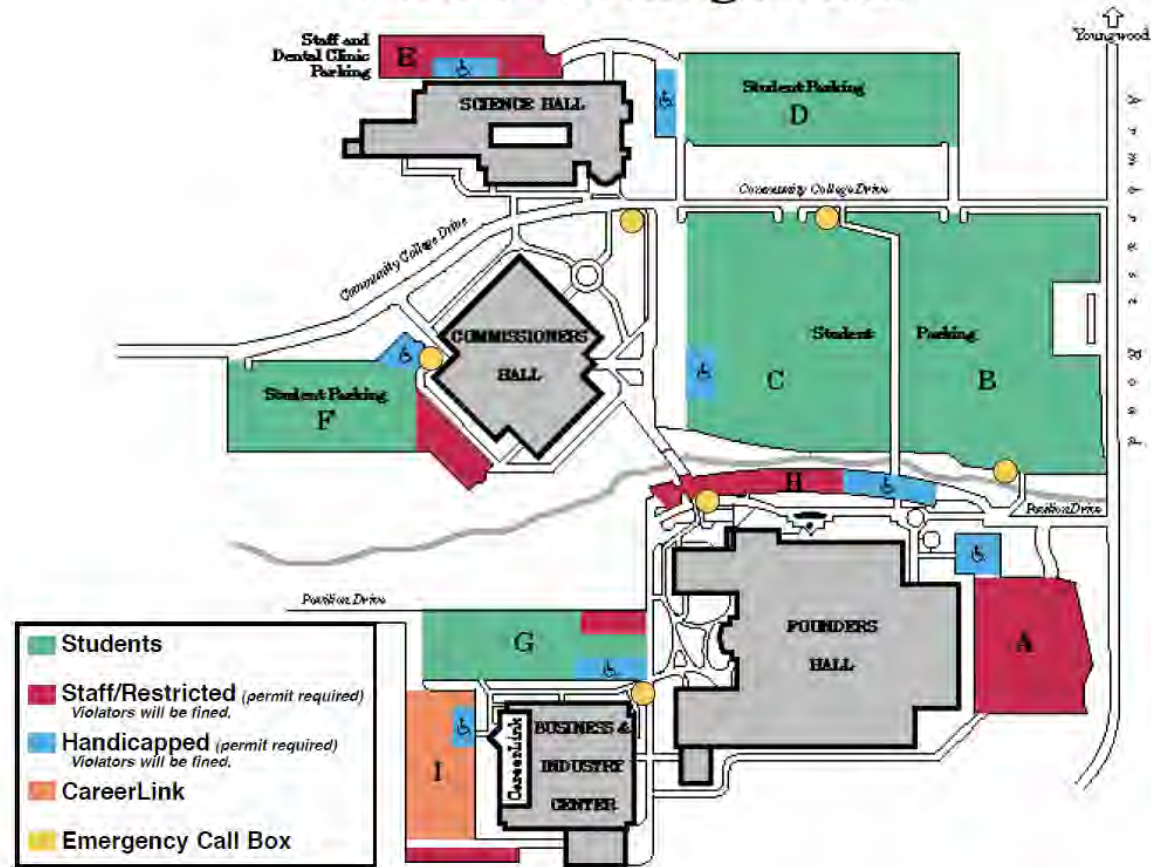 Youngwood
Staff and
Dental Clinic
Parking
E
SCIENCE HALL
Student Parking
D
Community College Drive
Community College Drive
COMMISSIONERS
HALL
Student Parking
C
B
Student Parking
F
H
Pavilion Drive
Pavilion Drive
G
FOUNDERS
HALL
A
I
CareerLink
BUSINESS &
INDUSTRY
CENTER
Students
Staff/Restricted (permit required)
Violators will be fined.
Handicapped (permit required)
Violators will be fined.
CareerLink
Emergency Call Box